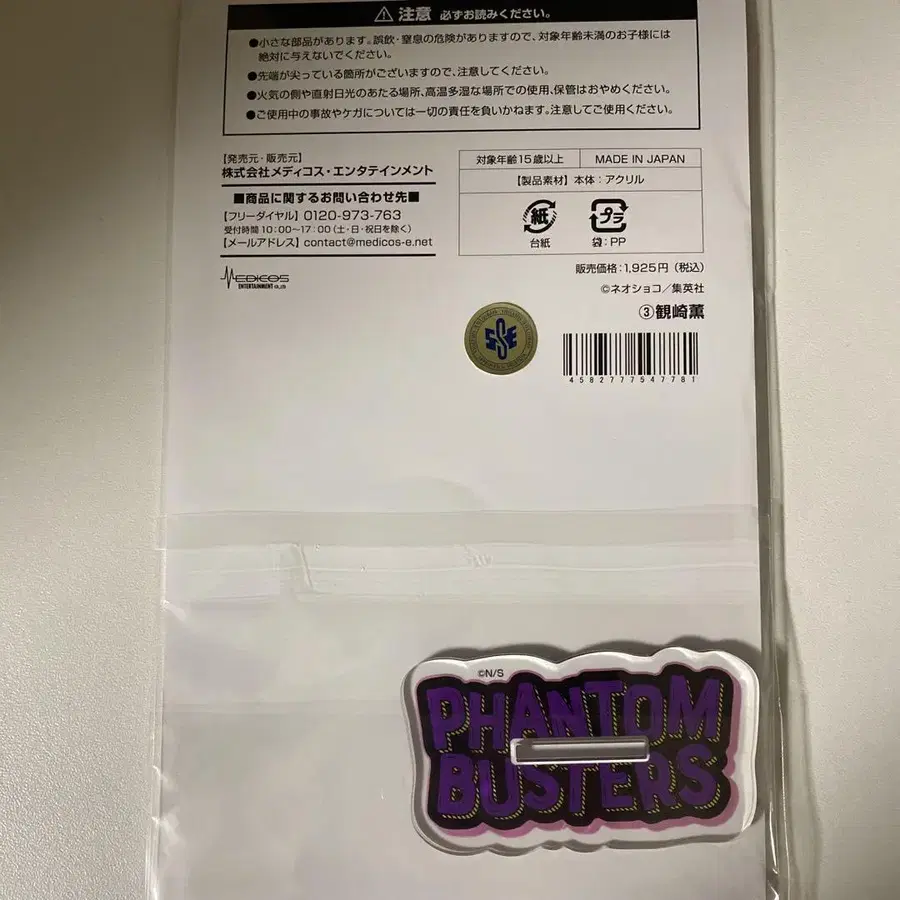 ⚠ 注意 必ずお読みください。
●小さな部品があります。誤飲・窒息の危険がありますので、対象年齢未満のお子様には
絶対に与えないでください。
●先端が尖っている箇所がございますので、注意してください。
●火気の側や直射日光のあたる場所、高温多湿な場所での使用、保管はおやめください。
●ご使用中の事故やケガについては一切の責任を負いかねます。注意してご使用ください。
【発売元・販売元】
株式会社メディコス・エンタテインメント
■商品に関するお問い合わせ先■
【フリーダイヤル】0120-973-763
受付時間 10:00〜17:00(土・日・祝日を除く)
【メールアドレス】contact@medicos-e.net
MEDICOS
ENTERTAINMENT CO.,LTD
対象年齢15歳以上 MADE IN JAPAN
【製品素材】本体:アクリル
紙 プラ
台紙 袋:PP
販売価格:1,925円(税込)
©ネオショコ/集英社
③観崎薫
SSE
4582777547781
©N/S
PHANTOM
BUSTERS